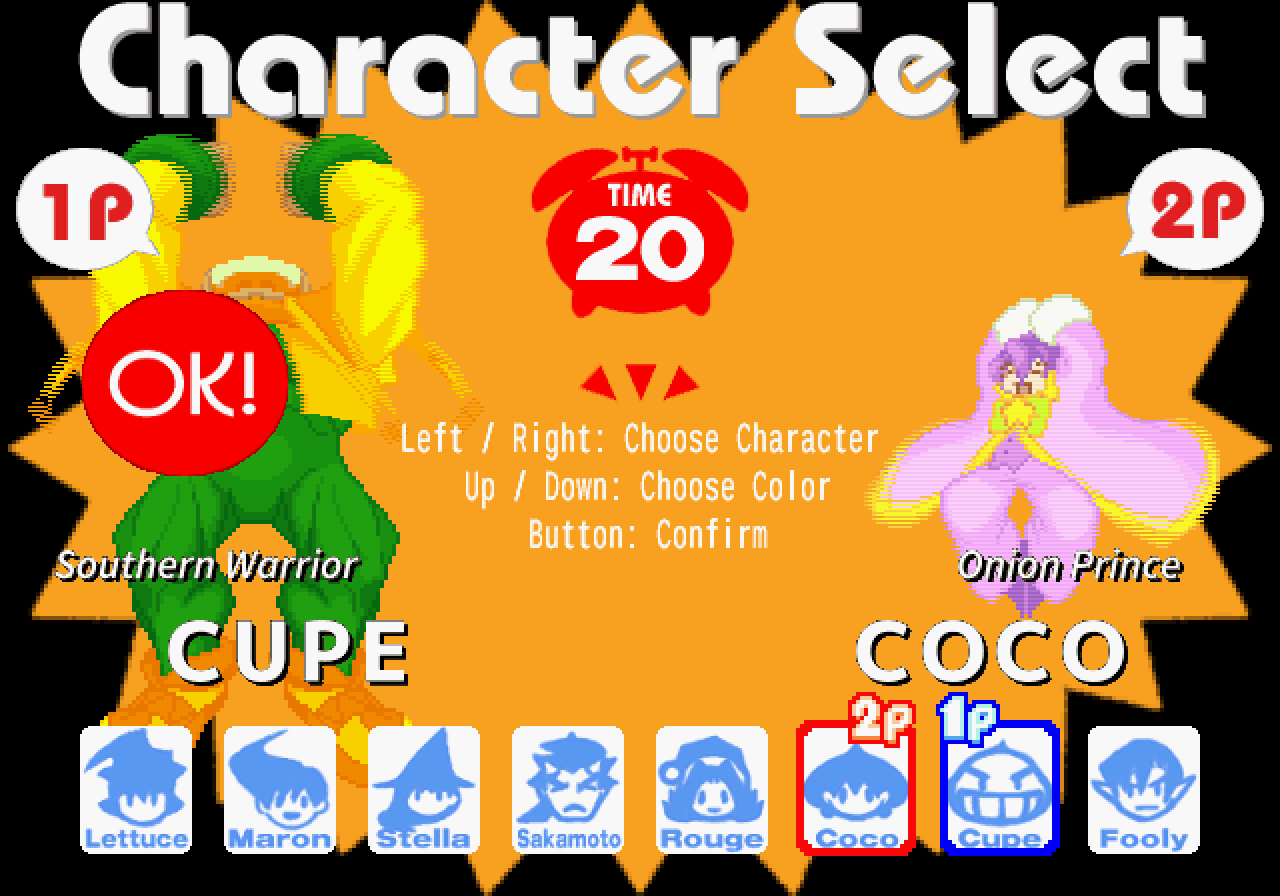 Character Select
1P
TIME
20
2P
OK!
Left / Right: Choose Character
Up / Down: Choose Color
Button: Confirm
Southern Warrior
CUPE
Onion Prince
COCO
2P
1P
Lettuce
Maron
Stella
Sakamoto
Rouge
Coco
Cupe
Fooly